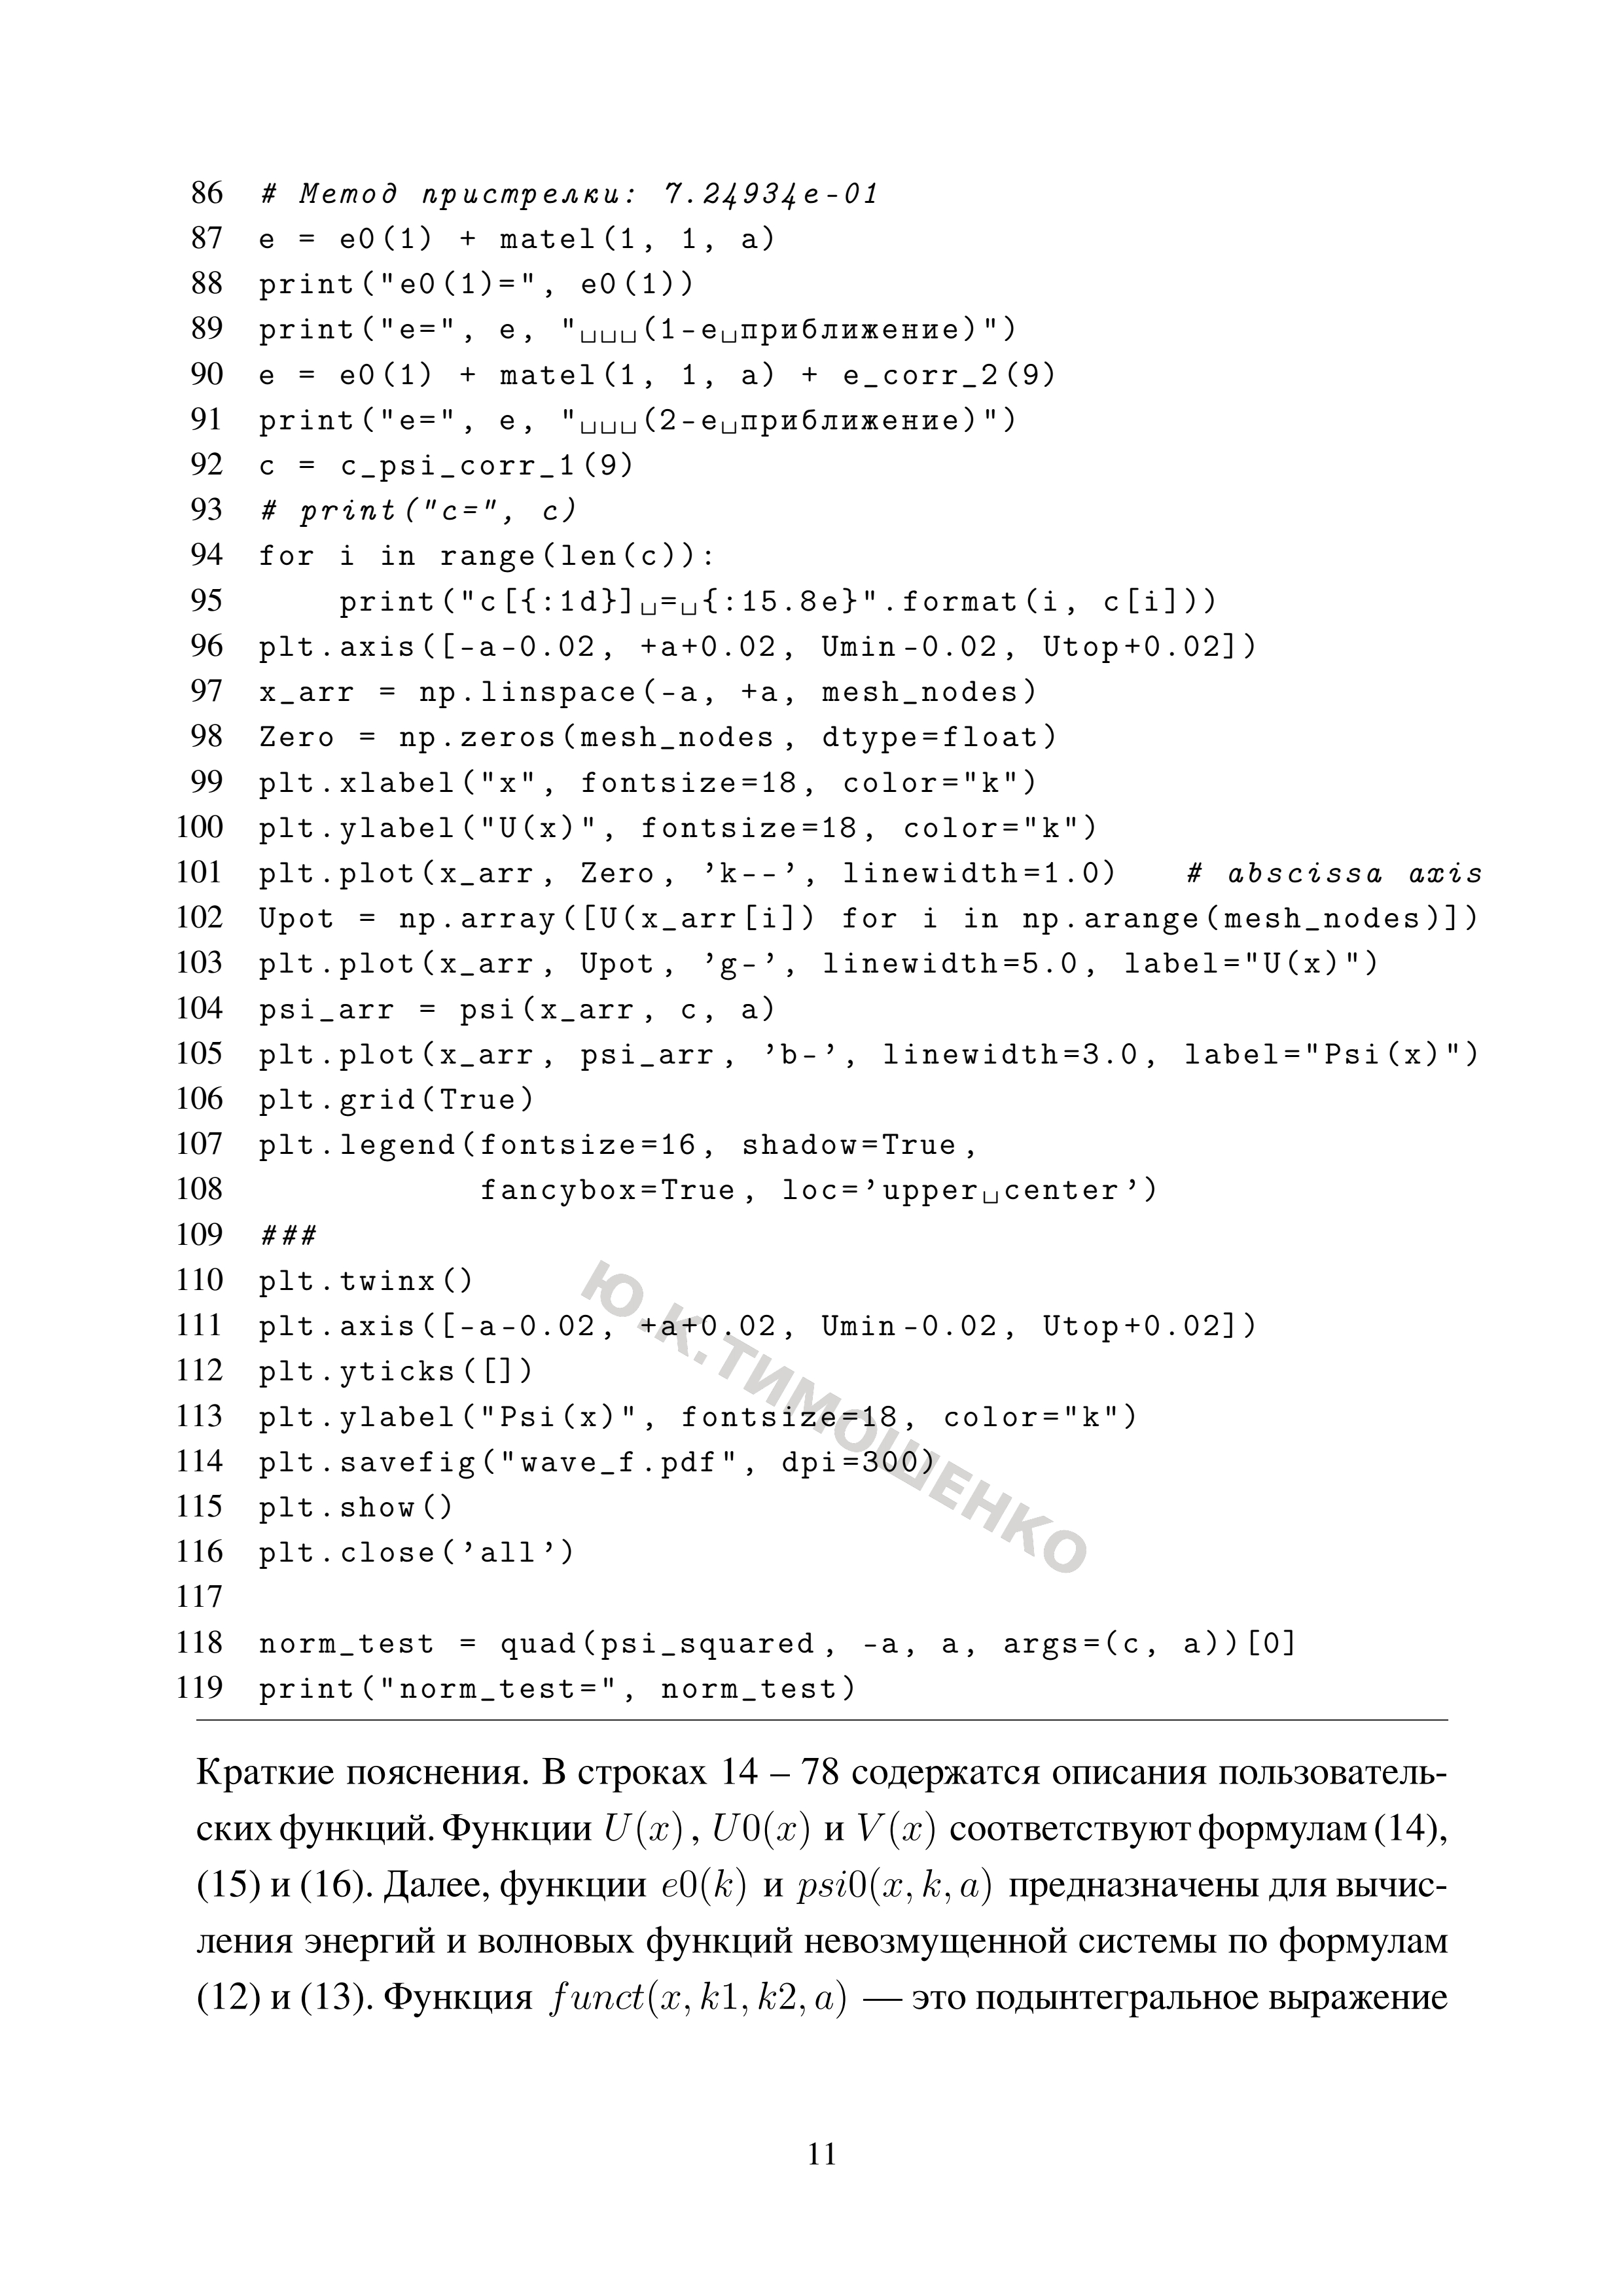 86 # Метод пристрелки: 7.24934e-01
87 e = e0(1) + matel(1, 1, a)
88 print("e0(1)=", e0(1))
89 print("e=", e, "␣␣␣(1-e␣приближение)")
90 e = e0(1) + matel(1, 1, a) + e_corr_2(9)
91 print("e=", e, "␣␣␣(2-e␣приближение)")
92 c = c_psi_corr_1(9)
93 # print("c=", c)
94 for i in range(len(c)):
95     print("c[{:1d}]␣=␣{:15.8e}".format(i, c[i]))
96 plt.axis([-a-0.02, +a+0.02, Umin-0.02, Utop+0.02])
97 x_arr = np.linspace(-a, +a, mesh_nodes)
98 Zero = np.zeros(mesh_nodes, dtype=float)
99 plt.xlabel("x", fontsize=18, color="k")
100 plt.ylabel("U(x)", fontsize=18, color="k")
101 plt.plot(x_arr, Zero, 'k--', linewidth=1.0)   # abscissa axis
102 Upot = np.array([U(x_arr[i]) for i in np.arange(mesh_nodes)])
103 plt.plot(x_arr, Upot, 'g-', linewidth=5.0, label="U(x)")
104 psi_arr = psi(x_arr, c, a)
105 plt.plot(x_arr, psi_arr, 'b-', linewidth=3.0, label="Psi(x)")
106 plt.grid(True)
107 plt.legend(fontsize=16, shadow=True,
108            fancybox=True, loc='upper␣center')
109 ###
110 plt.twinx()
111 plt.axis([-a-0.02, +a+0.02, Umin-0.02, Utop+0.02])
112 plt.yticks([])
113 plt.ylabel("Psi(x)", fontsize=18, color="k")
114 plt.savefig("wave_f.pdf", dpi=300)
115 plt.show()
116 plt.close('all')
117
118 norm_test = quad(psi_squared, -a, a, args=(c, a))[0]
119 print("norm_test=", norm_test)
Ю.К.ТИМОШЕНКО
Краткие пояснения. В строках 14 – 78 содержатся описания пользователь-
ских функций. Функции U(x), U0(x) и V(x) соответствуют формулам (14),
(15) и (16). Далее, функции e0(k) и psi0(x, k, a) предназначены для вычис-
ления энергий и волновых функций невозмущенной системы по формулам
(12) и (13). Функция funct(x, k1, k2, a) — это подынтегральное выражение
11